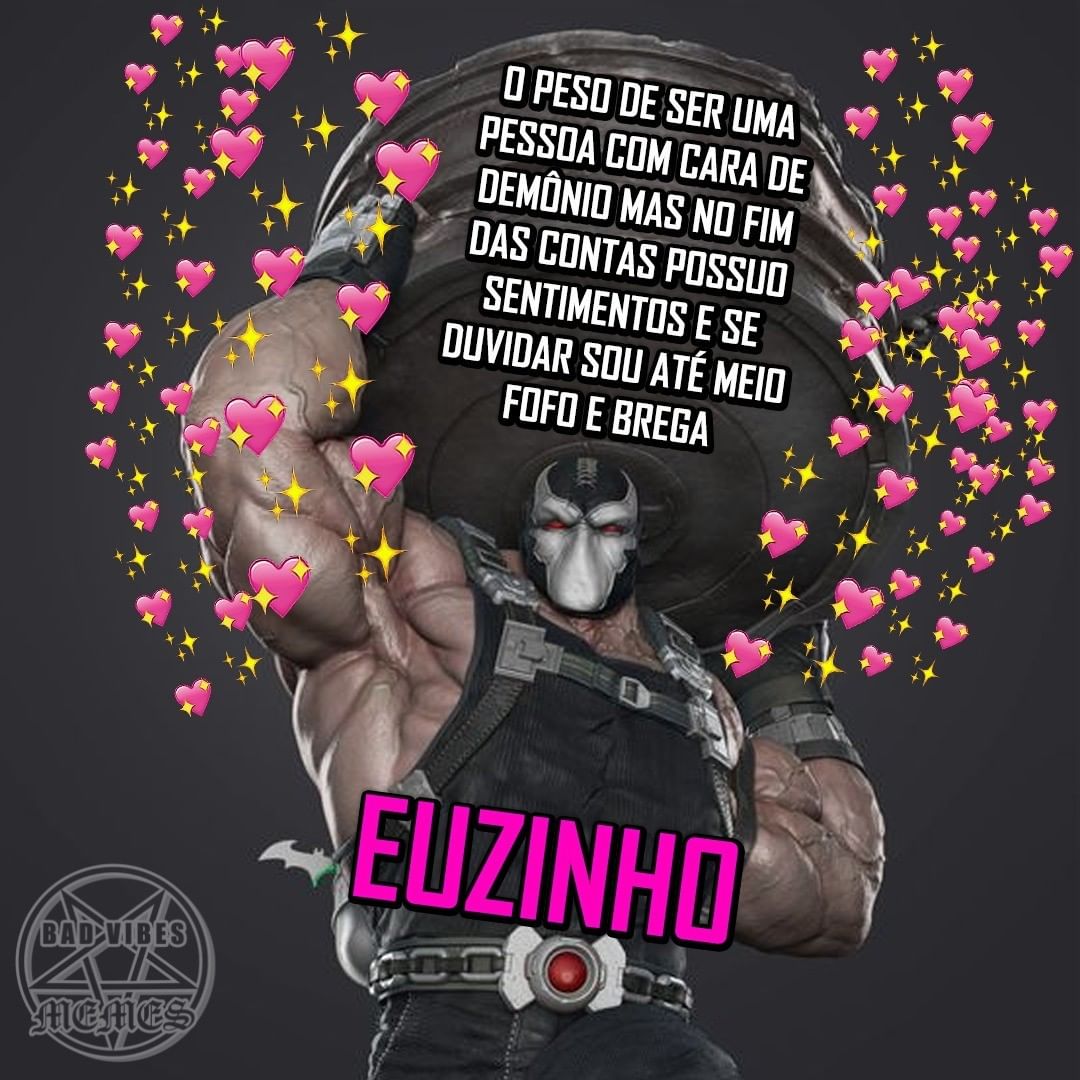 O PESO DE SER UMA
PESSOA COM CARA DE
DEMÔNIO MAS NO FIM
DAS CONTAS POSSUO
SENTIMENTOS E SE
DUVIDAR SOU ATÉ MEIO
FOFO E BREGA
EUZINHO
BAD VIBES
MEMES